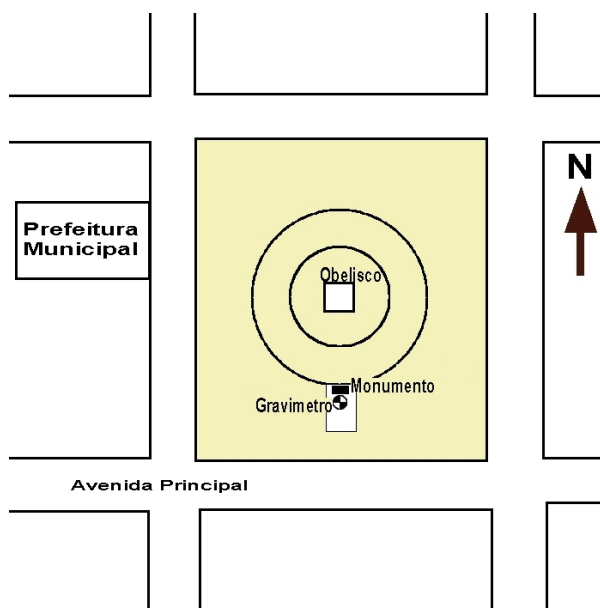 N
Prefeitura
Municipal
Obelisco
Monumento
Gravimetro
Avenida Principal